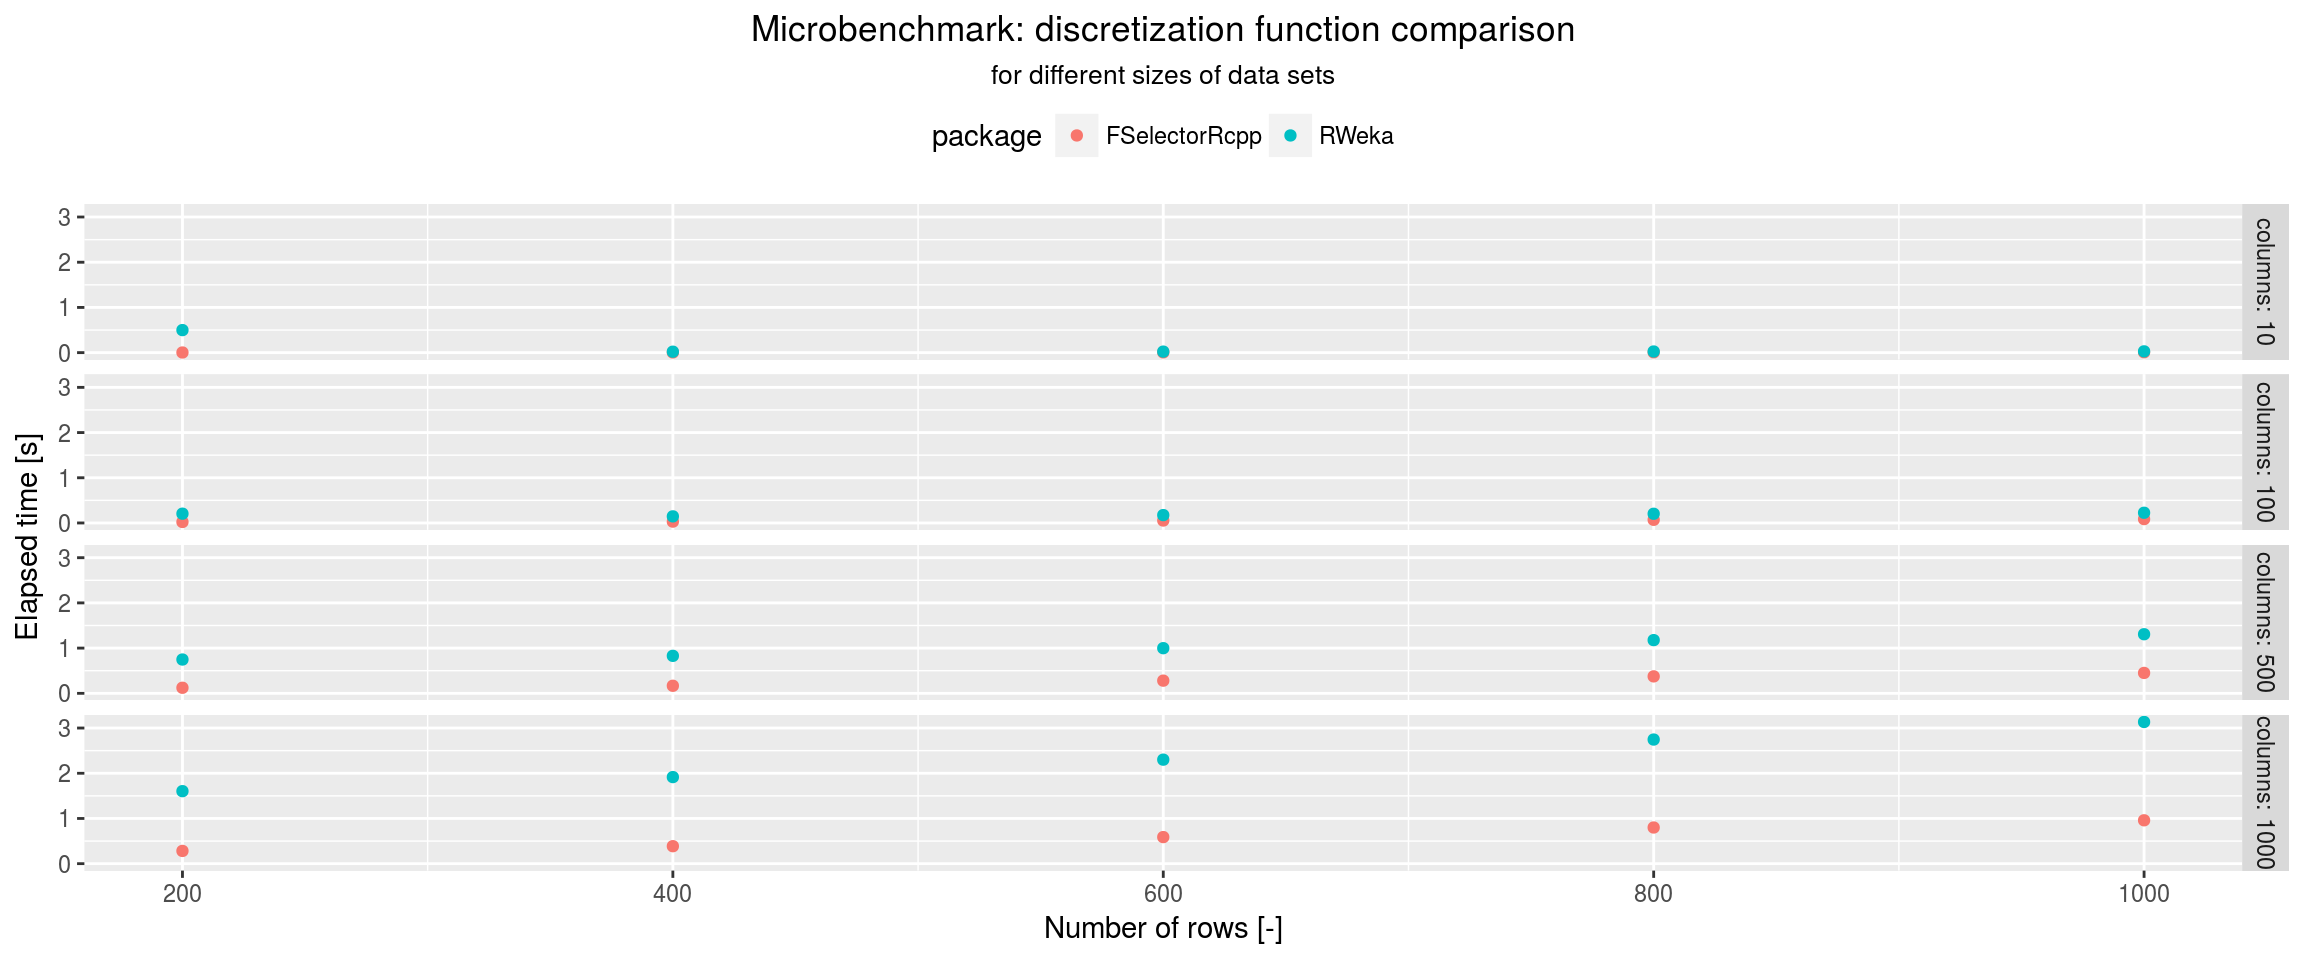 Microbenchmark: discretization function comparison
for different sizes of data sets
package FSelectorRcpp RWeka
Elapsed time [s]
3
2
1
0
columns: 10
3
2
1
0
columns: 100
3
2
1
0
columns: 500
3
2
1
0
columns: 1000
200 400 600 800 1000
Number of rows [-]